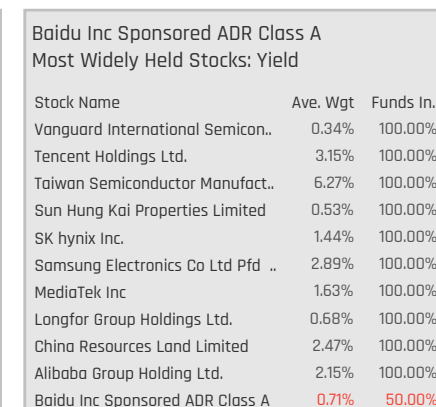 Baidu Inc Sponsored ADR Class A
Most Widely Held Stocks: Yield
Stock Name Ave. Wgt Funds In.
Vanguard International Semicon.. 0.34% 100.00%
Tencent Holdings Ltd. 3.15% 100.00%
Taiwan Semiconductor Manufact.. 6.27% 100.00%
Sun Hung Kai Properties Limited 0.53% 100.00%
SK hynix Inc. 1.44% 100.00%
Samsung Electronics Co Ltd Pfd .. 2.89% 100.00%
MediaTek Inc 1.63% 100.00%
Longfor Group Holdings Ltd. 0.68% 100.00%
China Resources Land Limited 2.47% 100.00%
Alibaba Group Holding Ltd. 2.15% 100.00%
Baidu Inc Sponsored ADR Class A 0.71% 50.00%